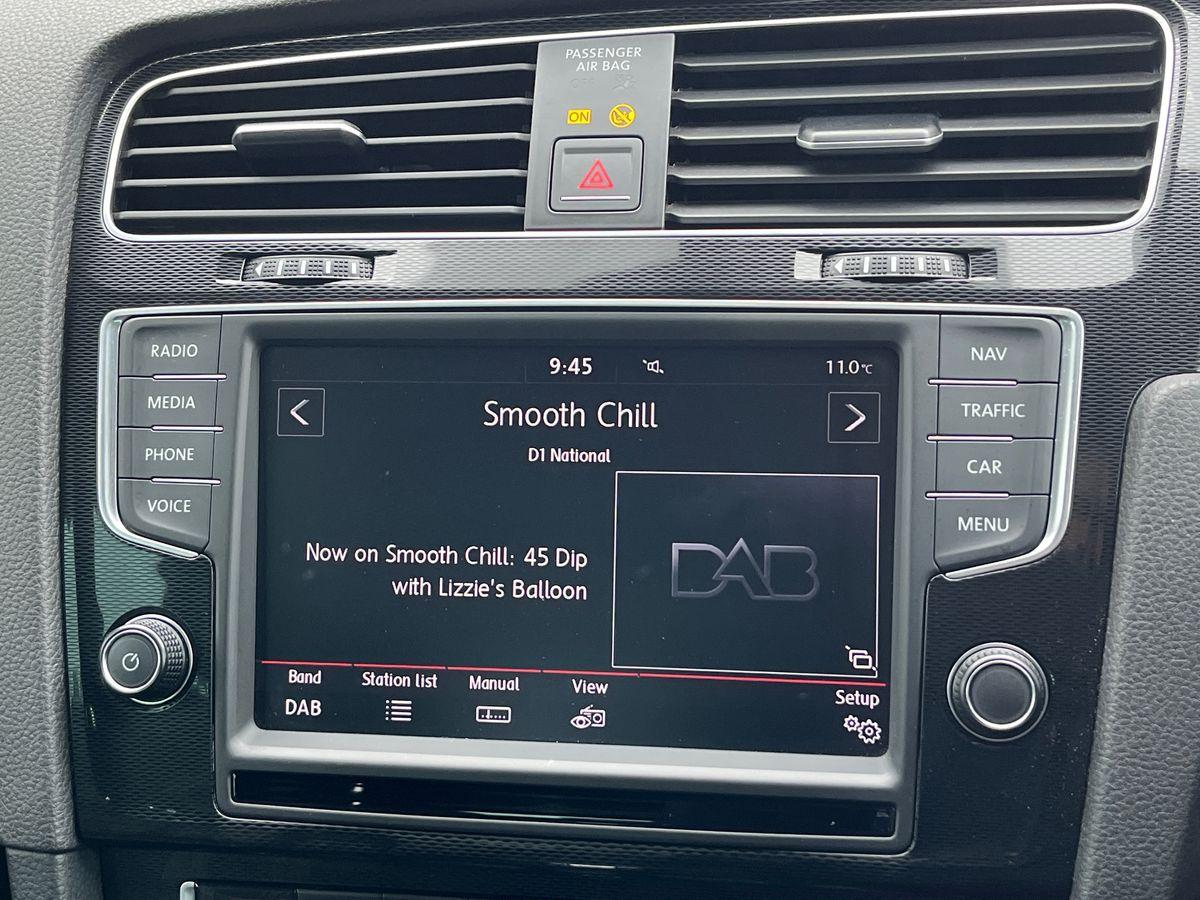 PASSENGER
AIR BAG
OFF
ON
RADIO
MEDIA
PHONE
VOICE
NAV
TRAFFIC
CAR
MENU
9:45
11.0°C
Smooth Chill
D1 National
Now on Smooth Chill: 45 Dip
with Lizzie's Balloon
DAB
Band
DAB
Station list
Manual
View
Setup